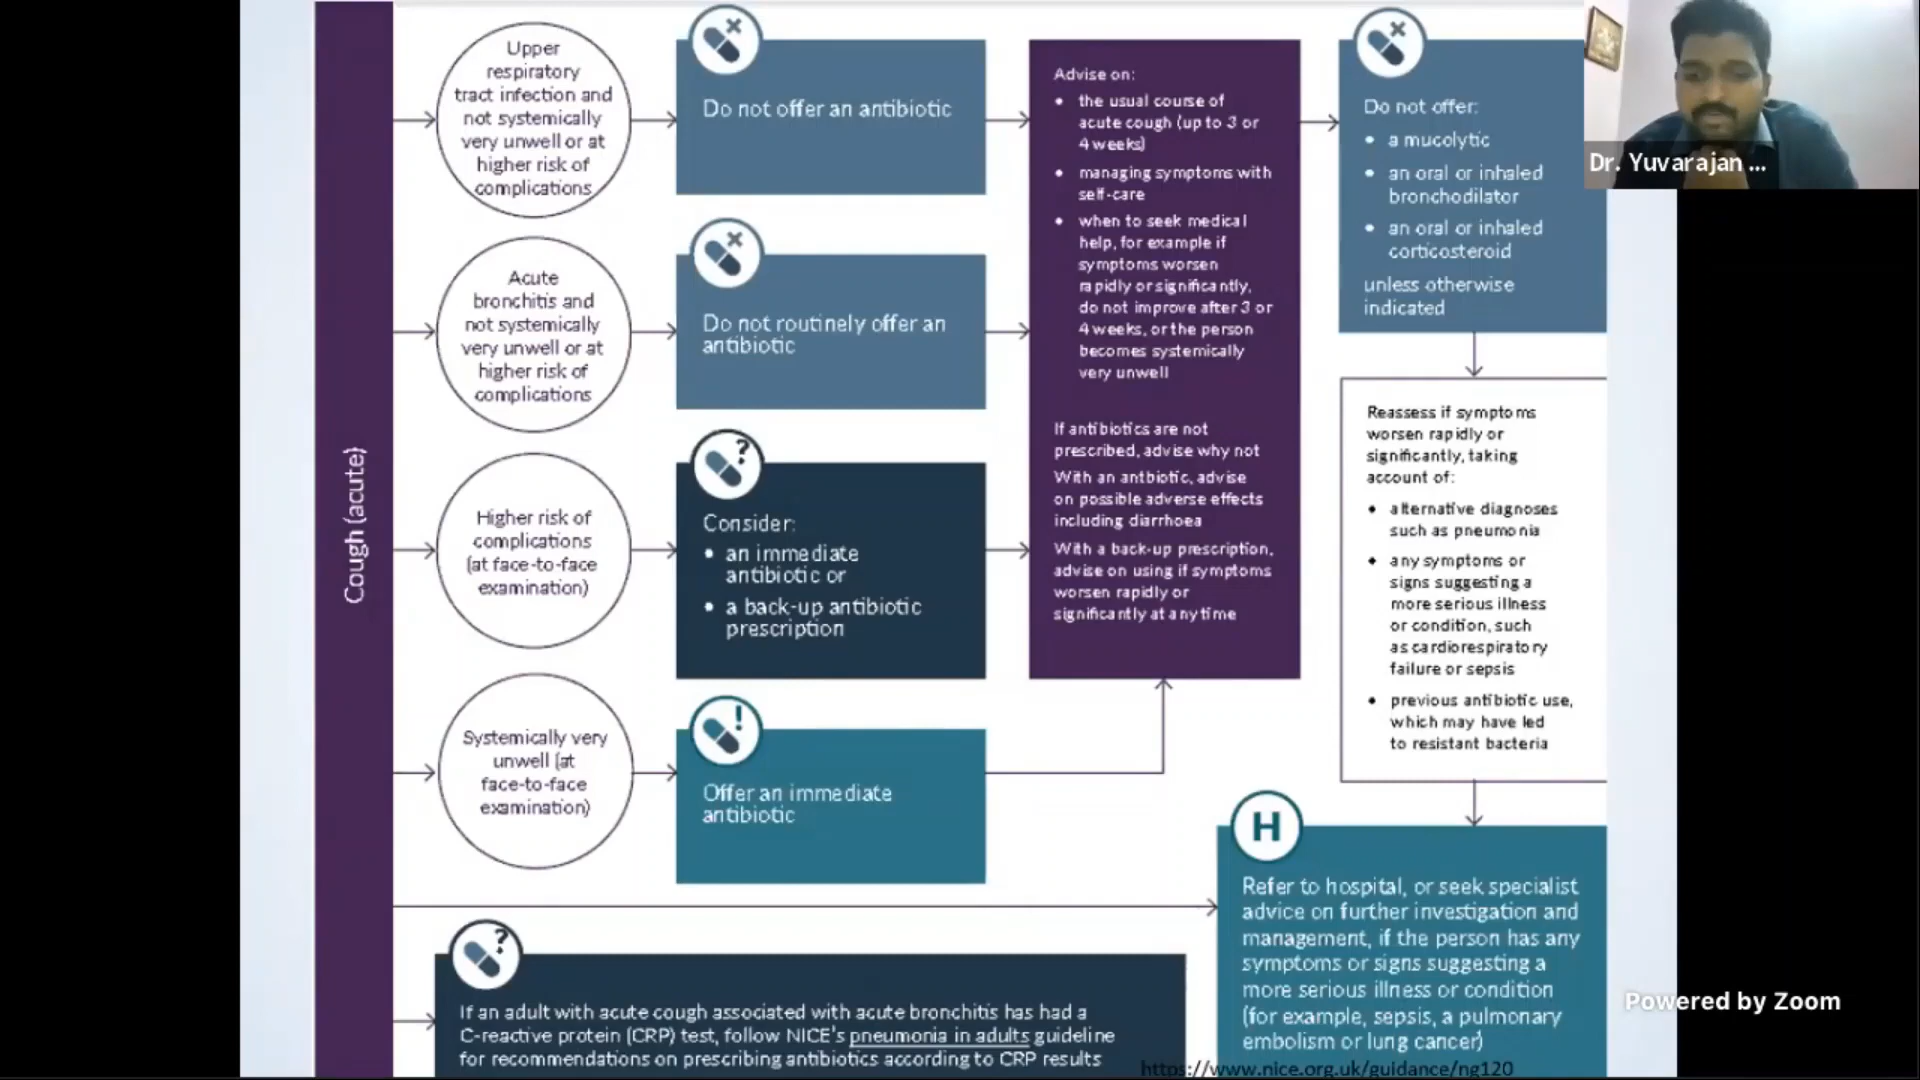 Cough (acute)
Upper
respiratory
tract infection and
not systemically
very unwell or at
higher risk of
complications
Do not offer an antibiotic
Acute
bronchitis and
not systemically
very unwell or at
higher risk of
complications
Do not routinely offer an
antibiotic
Higher risk of
complications
(at face-to-face
examination)
?
Consider:
• an immediate
antibiotic or
• a back-up antibiotic
prescription
Systemically very
unwell (at
face-to-face
examination)
!
Offer an immediate
antibiotic
Advise on:
• the usual course of
acute cough (up to 3 or
4 weeks)
• managing symptoms with
self-care
• when to seek medical
help, for example if
symptoms worsen
rapidly or significantly,
do not improve after 3 or
4 weeks, or the person
becomes systemically
very unwell
If antibiotics are not
prescribed, advise why not
With an antbiotic, advise
on possible adverse effects
including diarrhoea
With a back-up prescription,
advise on using if symptoms
worsen rapidly or
significantly at any time
Do not offer:
• a mucolytic
• an oral or inhaled
bronchodilator
• an oral or inhaled
corticosteroid
unless otherwise
indicated
Reassess if symptoms
worsen rapidly or
significantly, taking
account of:
• alternative diagnoses
such as pneumonia
• any symptoms or
signs suggesting a
more serious illness
or condition, such
as cardiorespiratory
failure or sepsis
• previous antibiotic use,
which may have led
to resistant bacteria
H
Refer to hospital, or seek specialist
advice on further investigation and
management, if the person has any
symptoms or signs suggesting a
more serious illness or condition
(for example, sepsis, a pulmonary
embolism or lung cancer)
?
If an adult with acute cough associated with acute bronchitis has had a
C-reactive protein (CRP) test, follow NICE's pneumonia in adults guideline
for recommendations on prescribing antibiotics according to CRP results
https://www.nice.org.uk/guidance/ng120
Dr. Yuvarajan ...
Powered by Zoom